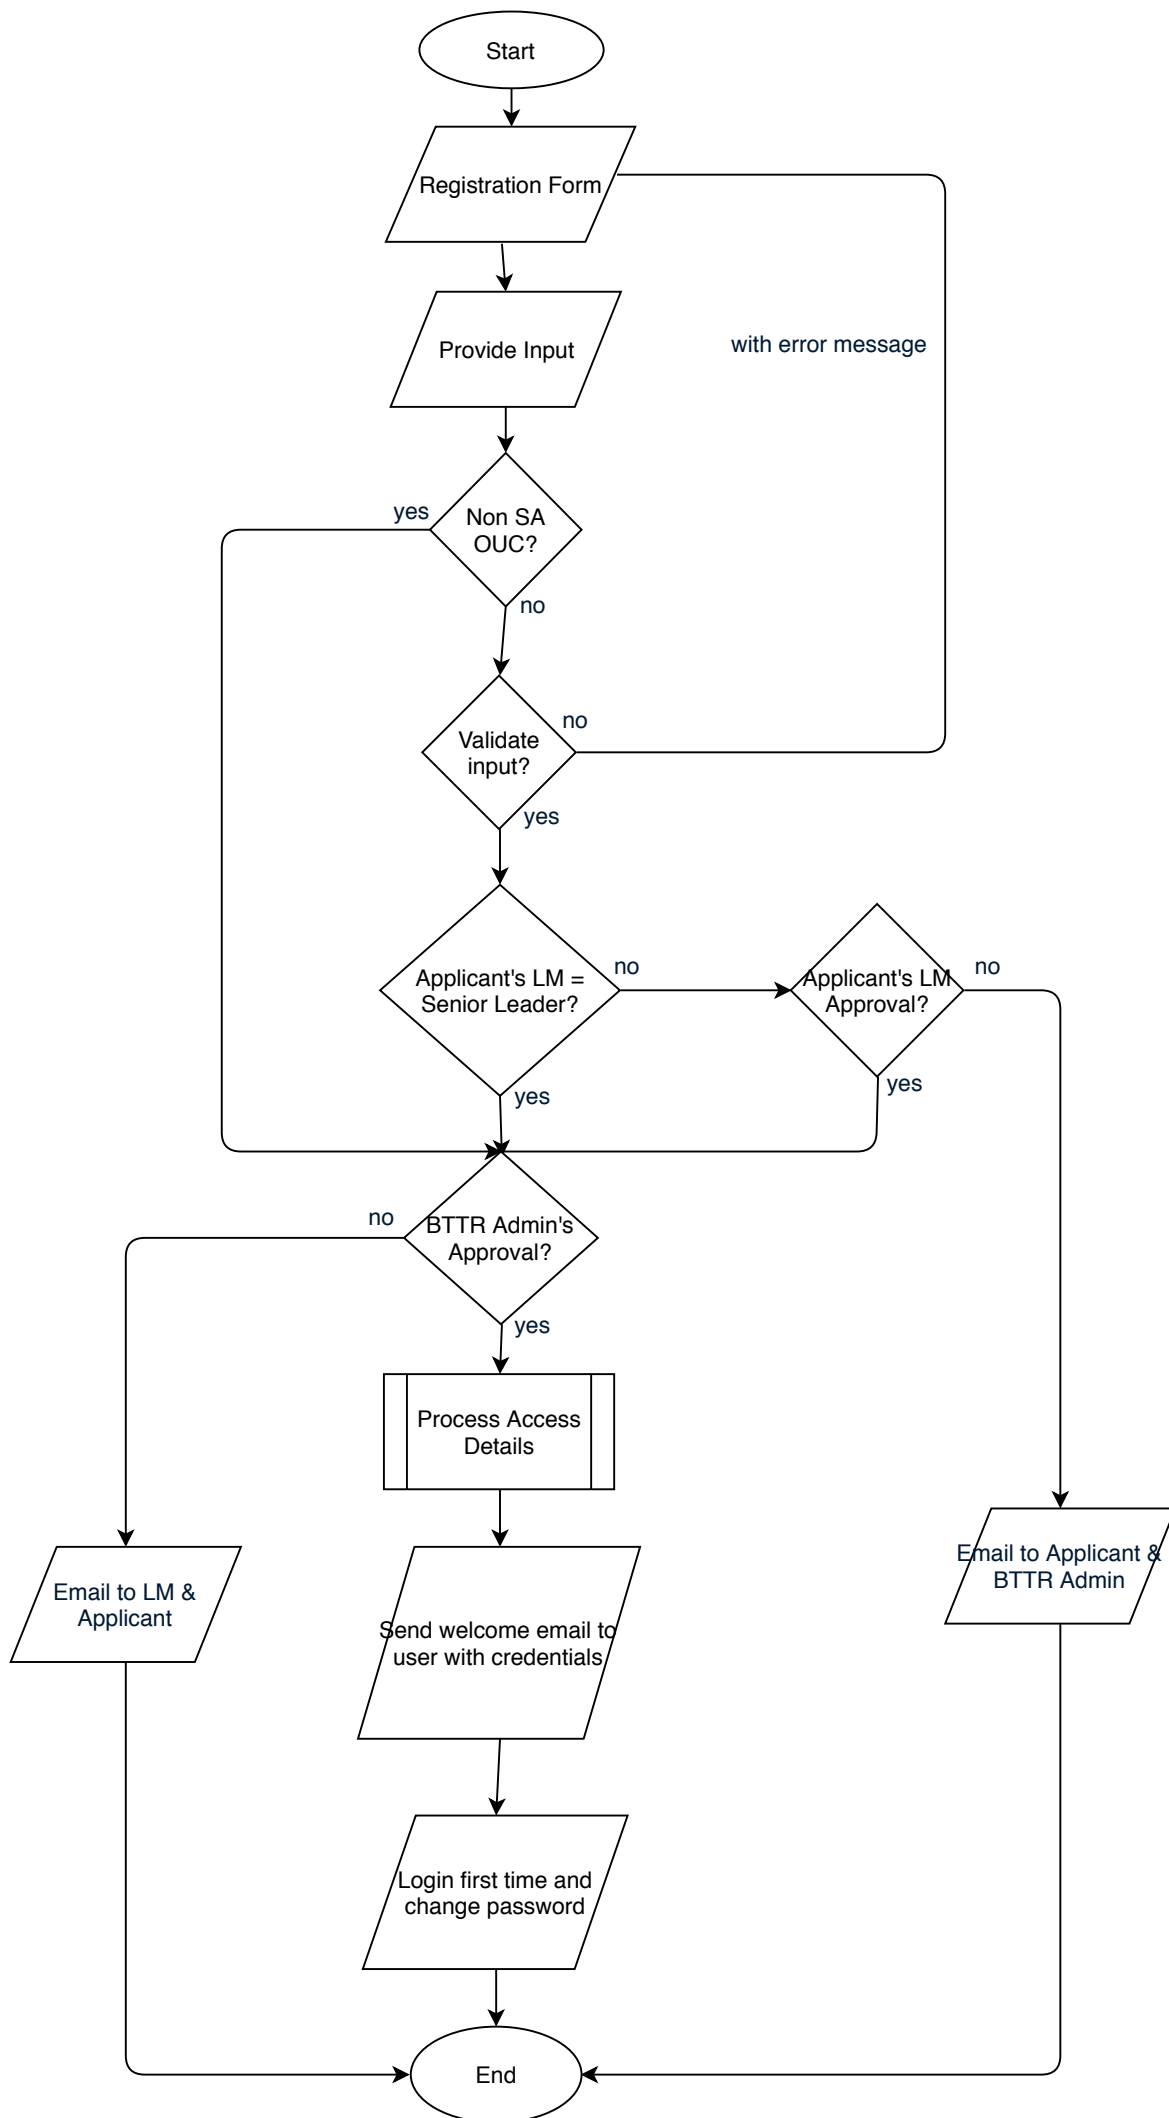 Start
Registration Form
Provide Input
with error message
yes
Non SA
OUC?
no
no
Validate
input?
yes
no
no
Applicant's LM =
Senior Leader?
Applicant's LM
Approval?
yes
yes
no
BTTR Admin's
Approval?
yes
Process Access
Details
Email to Applicant &
BTTR Admin
Email to LM &
Applicant
Send welcome email to
user with credentials
Login first time and
change password
End